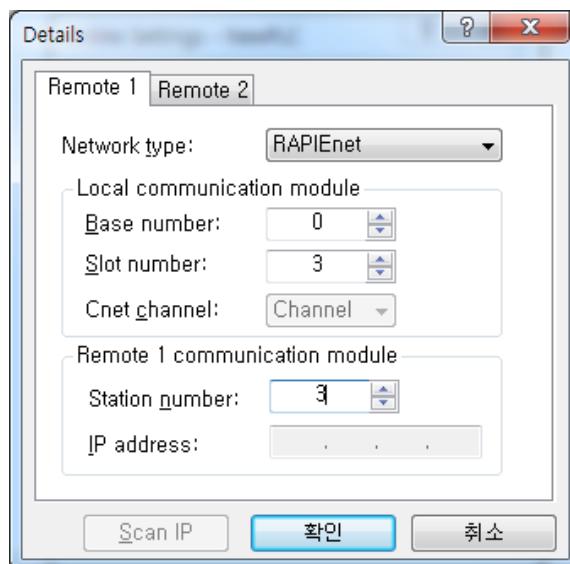 Details
Remote 1 Remote 2
Network type: RAPIEnet
Local communication module
Base number: 0
Slot number: 3
Cnet channel: Channel
Remote 1 communication module
Station number: 3
IP address: . . .
Scan IP 확인 취소